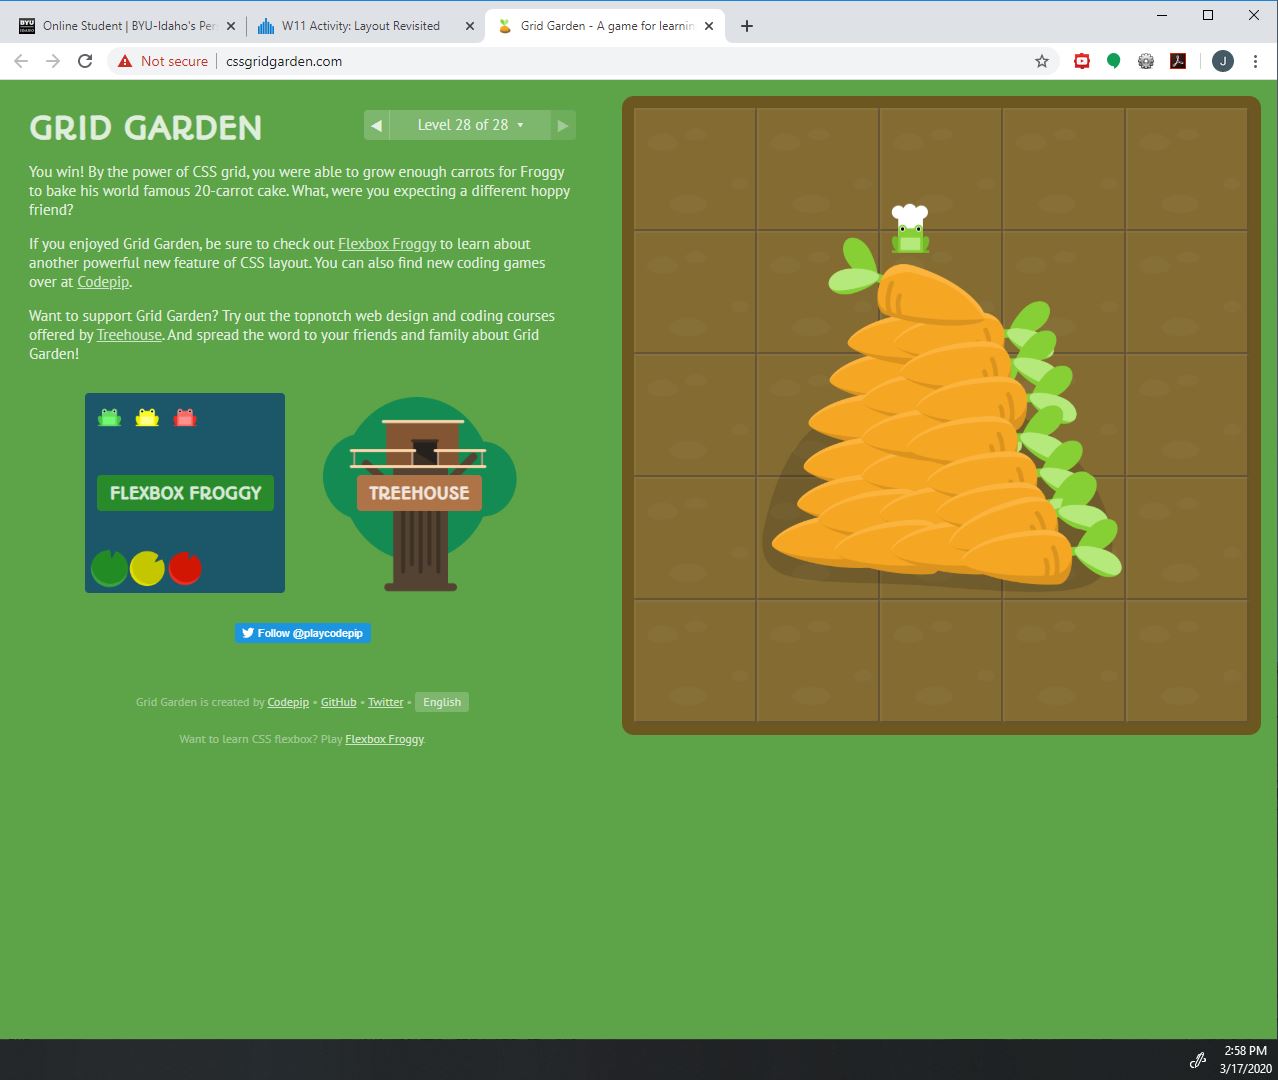 BYU
IDAHO
Online Student | BYU-Idaho's Per
W11 Activity: Layout Revisited
Grid Garden - A game for learnin
Not secure
cssgridgarden.com
J
GRID GARDEN
Level 28 of 28
You win! By the power of CSS grid, you were able to grow enough carrots for Froggy
to bake his world famous 20-carrot cake. What, were you expecting a different hoppy
friend?
If you enjoyed Grid Garden, be sure to check out Flexbox Froggy to learn about
another powerful new feature of CSS layout. You can also find new coding games
over at Codepip.
Want to support Grid Garden? Try out the topnotch web design and coding courses
offered by Treehouse. And spread the word to your friends and family about Grid
Garden!
FLEXBOX FROGGY
TREEHOUSE
Follow @playcodepip
Grid Garden is created by Codepip • GitHub • Twitter • English
Want to learn CSS flexbox? Play Flexbox Froggy.
2:58 PM
3/17/2020